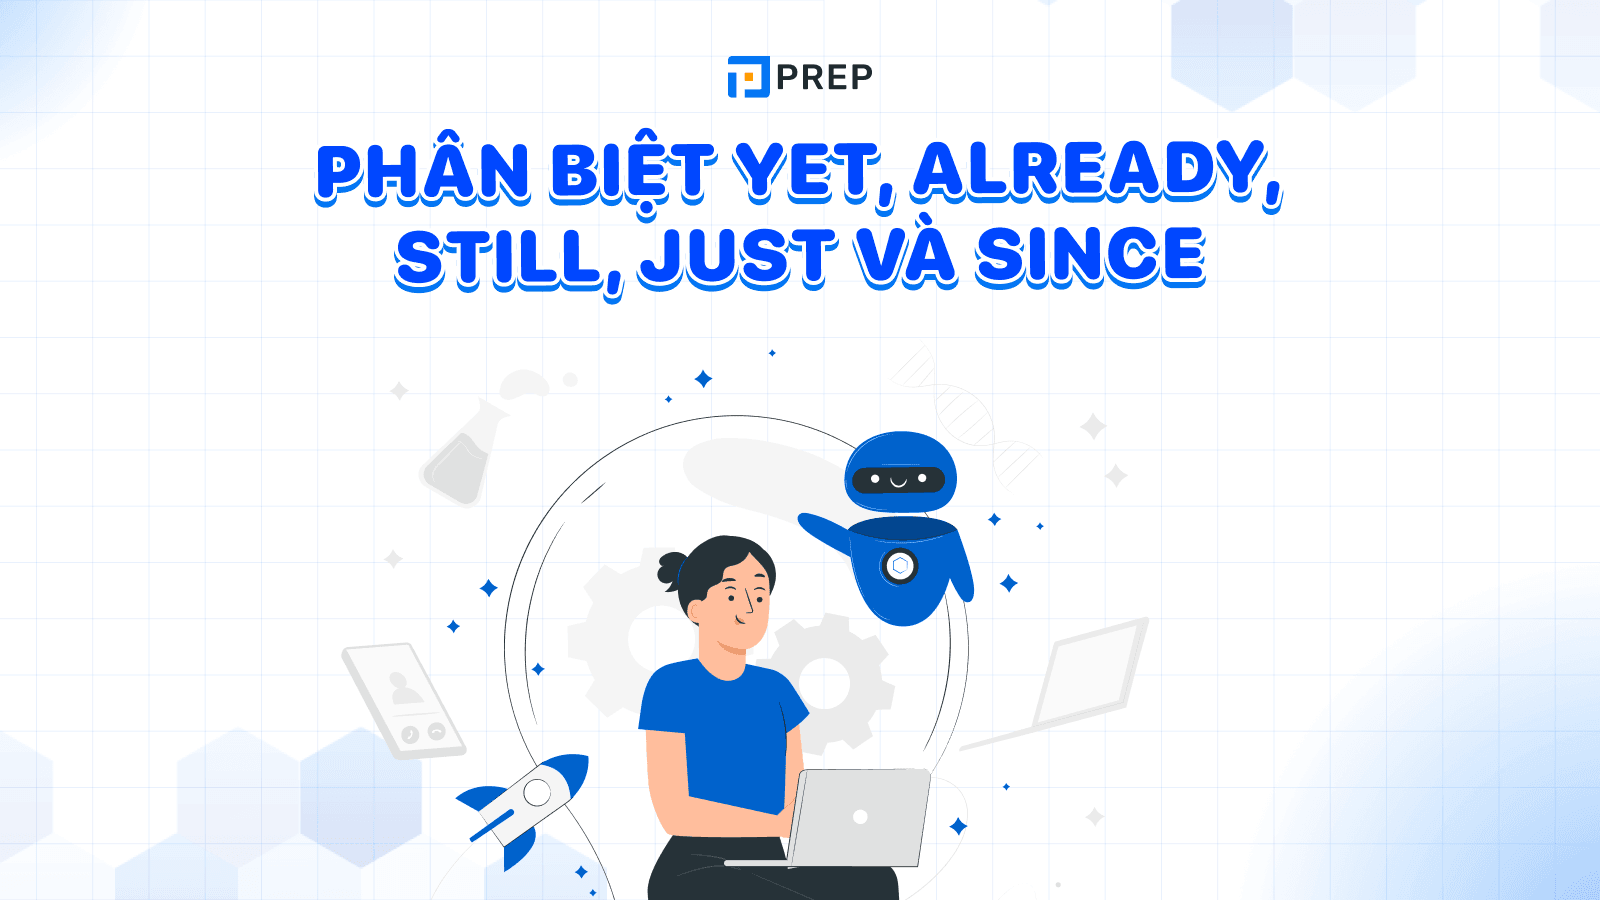 PREP
PHÂN BIỆT YET, ALREADY,
STILL, JUST VÀ SINCE